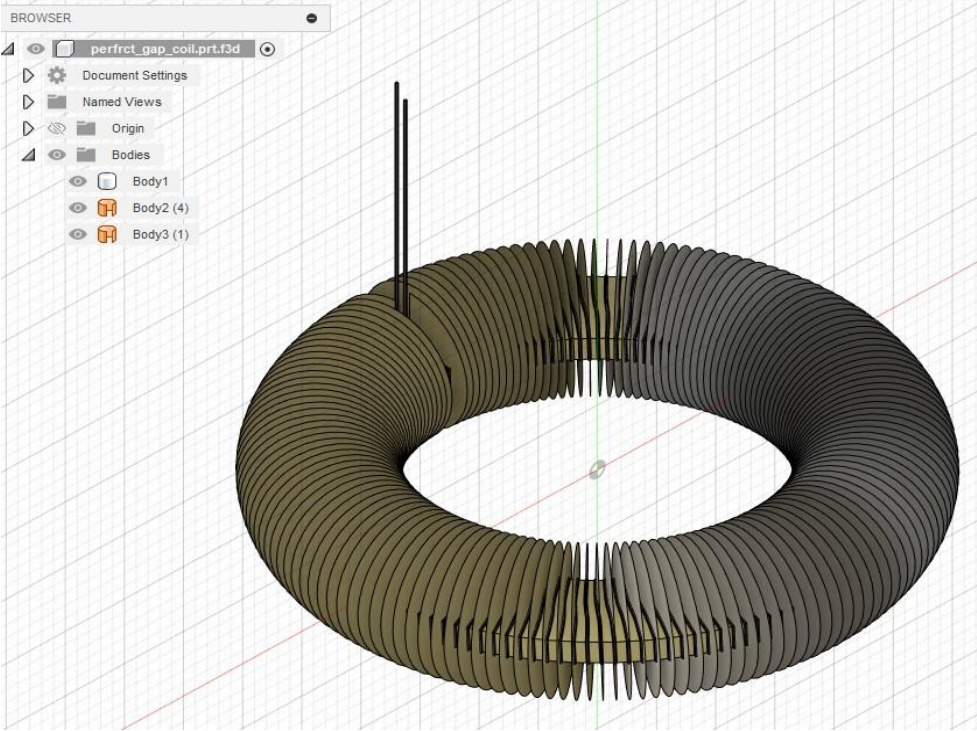 BROWSER
perfrct_gap_coil.prt.f3d
Document Settings
Named Views
Origin
Bodies
Body1
Body2 (4)
Body3 (1)